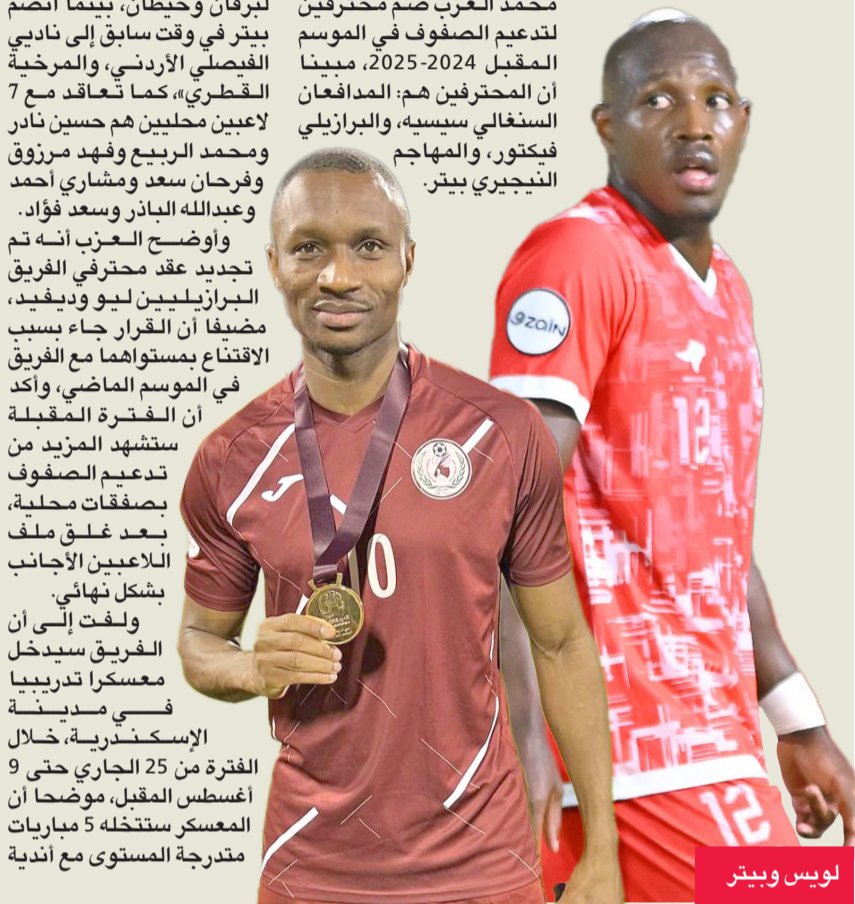 محمد العزب ضم محترفين
لتدعيم الصفوف في الموسم
المقبل 2024-2025، مبينا
أن المحترفين هم: المدافعان
السنغالي سيسيه، والبرازيلي
فيكتور، والمهاجم
النيجيري بيتر.
لبرقان وخيطان، بينما انضم
بيتر في وقت سابق إلى ناديي
الفيصلي الأردني، والمرخية
القطري»، كما تعاقد مع 7
لاعبين محليين هم حسين نادر
ومحمد الربيع وفهد مرزوق
وفرحان سعد ومشاري أحمد
وعبدالله الباذر وسعد فؤاد.
وأوضح العزب أنه تم
تجديد عقد محترفي الفريق
البرازيليين ليو وديفيد،
مضيفا أن القرار جاء بسبب
الاقتناع بمستواهما مع الفريق
في الموسم الماضي، وأكد
أن الفترة المقبلة
ستشهد المزيد من
تدعيم الصفوف
بصفقات محلية،
بعد غلق ملف
اللاعبين الأجانب
بشكل نهائي.
ولفت إلى أن
الفريق سيدخل
معسكرا تدريبيا
في مدينة
الإسكندرية، خلال
الفترة من 25 الجاري حتى 9
أغسطس المقبل، موضحا أن
المعسكر ستتخلله 5 مباريات
متدرجة المستوى مع أندية
zain
12
10
12
لويس وبيتر